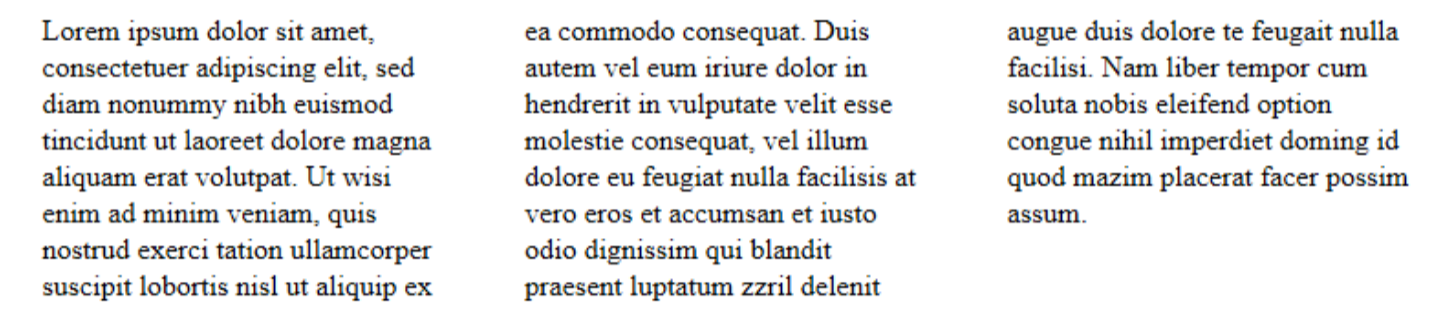 Lorem ipsum dolor sit amet,
consectetuer adipiscing elit, sed
diam nonummy nibh euismod
tincidunt ut laoreet dolore magna
aliquam erat volutpat. Ut wisi
enim ad minim veniam, quis
nostrud exerci tation ullamcorper
suscipit lobortis nisl ut aliquip ex
ea commodo consequat. Duis
autem vel eum iriure dolor in
hendrerit in vulputate velit esse
molestie consequat, vel illum
dolore eu feugiat nulla facilisis at
vero eros et accumsan et iusto
odio dignissim qui blandit
praesent luptatum zzril delenit
augue duis dolore te feugait nulla
facilisi. Nam liber tempor cum
soluta nobis eleifend option
congue nihil imperdiet doming id
quod mazim placerat facer possim
assum.